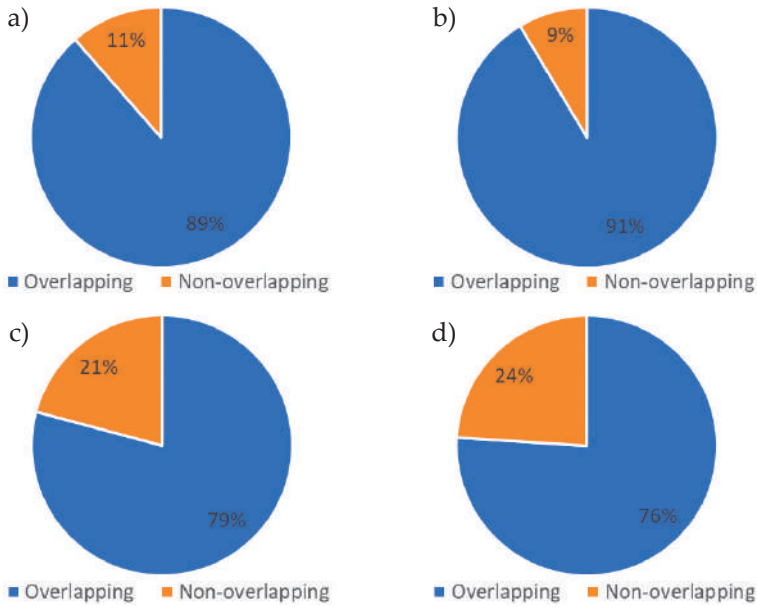 a)
11%
89%
Overlapping Non-overlapping
b)
9%
91%
Overlapping Non-overlapping
c)
21%
79%
Overlapping Non-overlapping
d)
24%
76%
Overlapping Non-overlapping